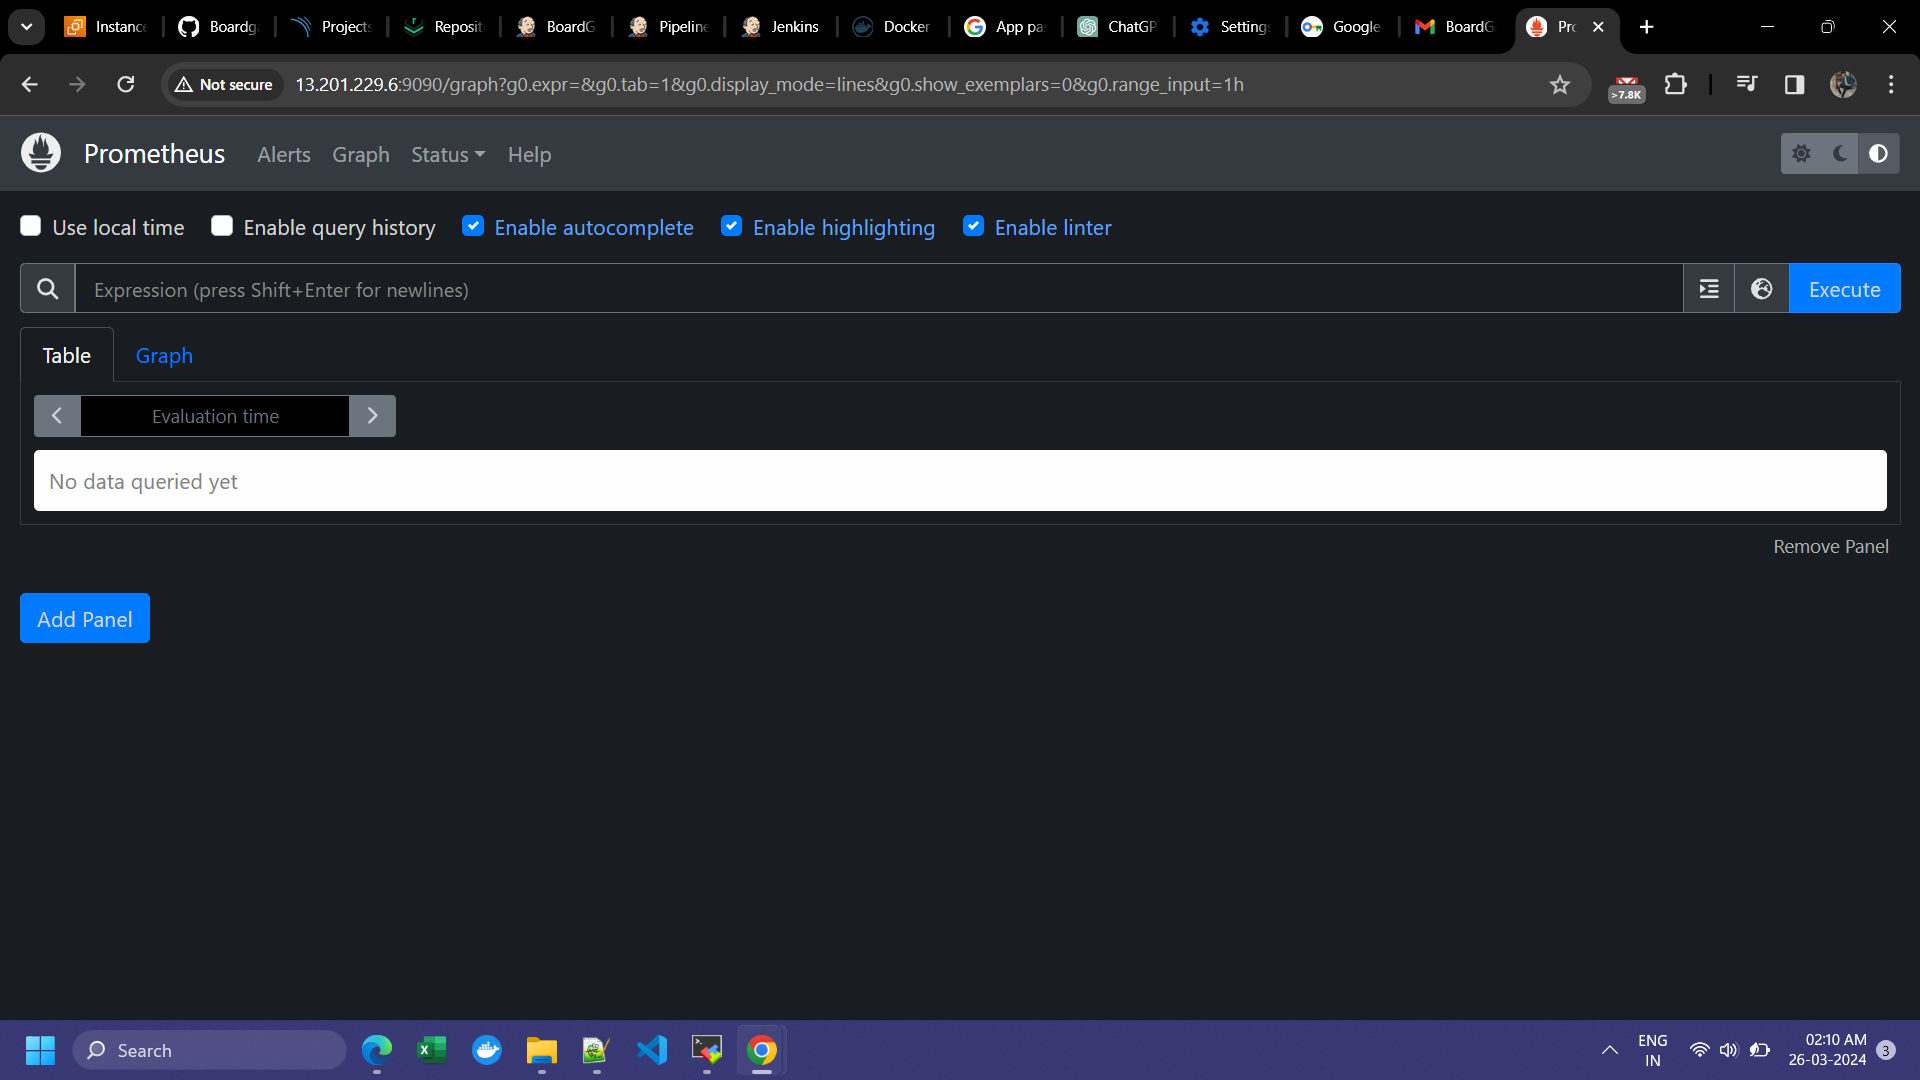 Instance
Boardga
Projects
Reposit
BoardG
Pipeline
Jenkins
Docker
App pa
ChatGP
Settings
Google
BoardG
Pro
Not secure
13.201.229.6:9090/graph?g0.expr=&g0.tab=1&g0.display_mode=lines&g0.show_exemplars=0&g0.range_input=1h
>7.8K
Prometheus
Alerts
Graph
Status
Help
Use local time
Enable query history
Enable autocomplete
Enable highlighting
Enable linter
Expression (press Shift+Enter for newlines)
Execute
Table
Graph
Evaluation time
No data queried yet
Remove Panel
Add Panel
Search
ENG
IN
02:10 AM
26-03-2024
3